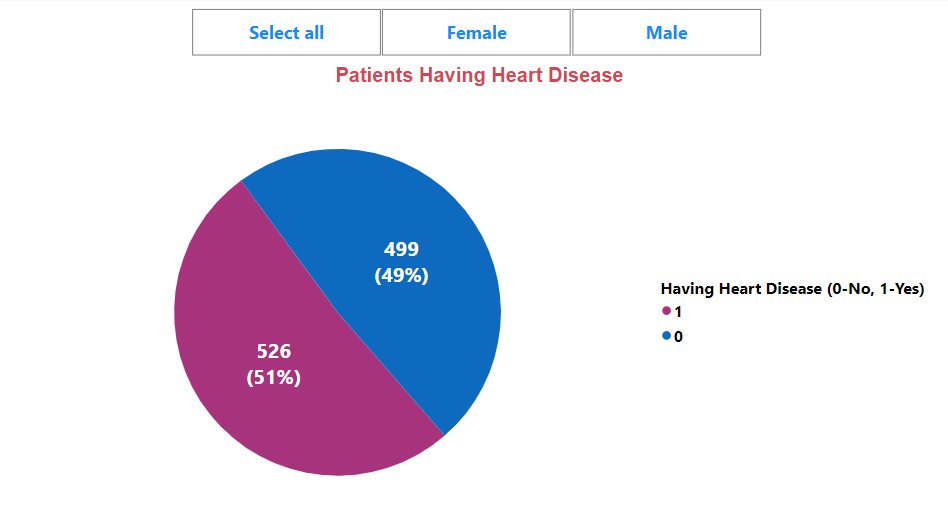 Select all
Female
Male
Patients Having Heart Disease
499
(49%)
526
(51%)
Having Heart Disease (0-No, 1-Yes)
1
0